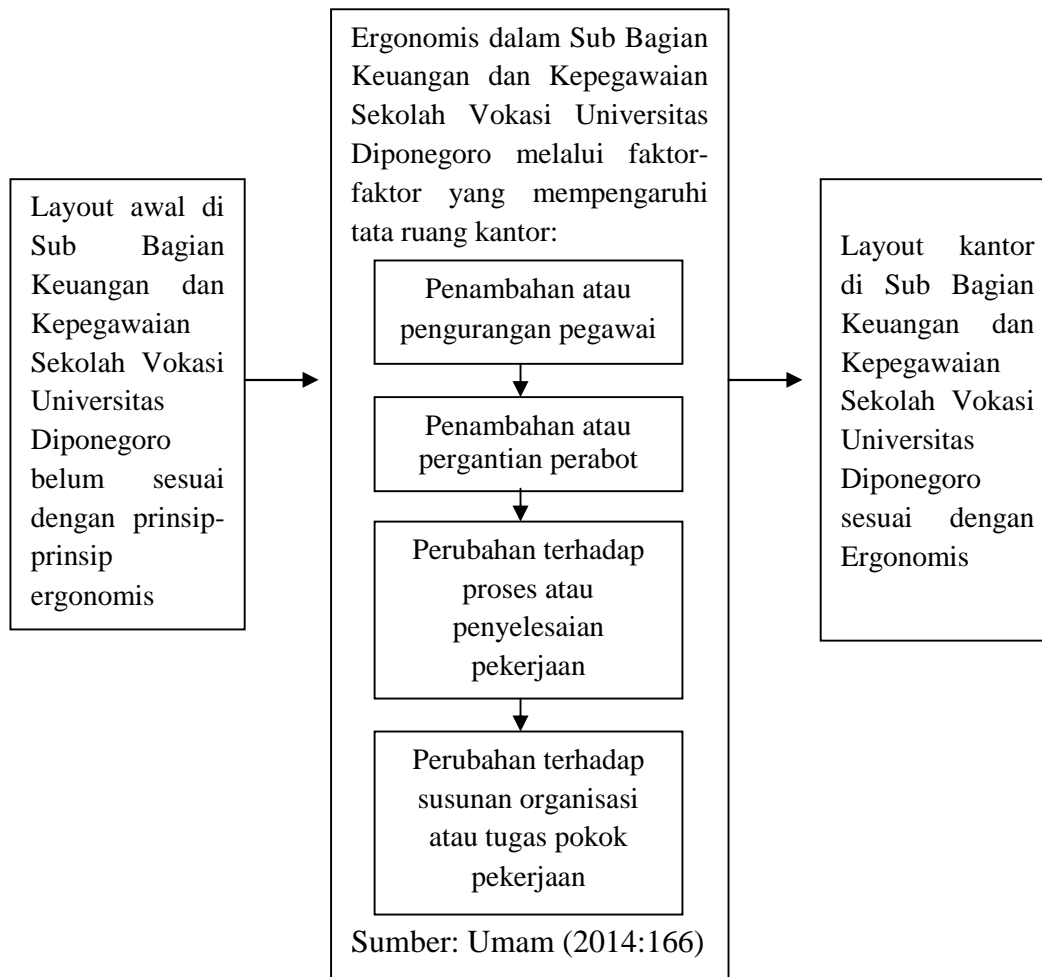 Layout awal di
Sub Bagian
Keuangan dan
Kepegawaian
Sekolah Vokasi
Universitas
Diponegoro
belum sesuai
dengan prinsip-
prinsip
ergonomis
Ergonomis dalam Sub Bagian
Keuangan dan Kepegawaian
Sekolah Vokasi Universitas
Diponegoro melalui faktor-
faktor yang mempengaruhi
tata ruang kantor:
Penambahan atau
pengurangan pegawai
Penambahan atau
pergantian perabot
Perubahan terhadap
proses atau
penyelesaian
pekerjaan
Perubahan terhadap
susunan organisasi
atau tugas pokok
pekerjaan
Sumber: Umam (2014:166)
Layout kantor
di Sub Bagian
Keuangan dan
Kepegawaian
Sekolah Vokasi
Universitas
Diponegoro
sesuai dengan
Ergonomis